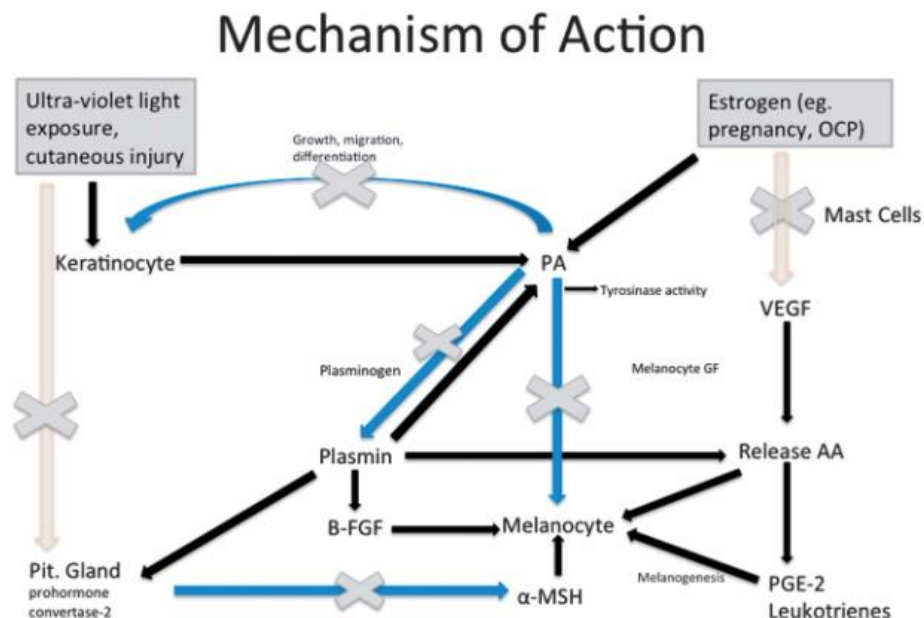 Mechanism of Action
Ultra-violet light
exposure,
cutaneous injury
Growth, migration,
differentiation
Estrogen (eg.
pregnancy, OCP)
Mast Cells
Keratinocyte
PA
Tyrosinase activity
VEGF
Plasminogen
Melanocyte GF
Plasmin
Release AA
B-FGF
Melanocyte
Pit. Gland
prohormone
convertase-2
α-MSH
Melanogenesis
PGE-2
Leukotrienes